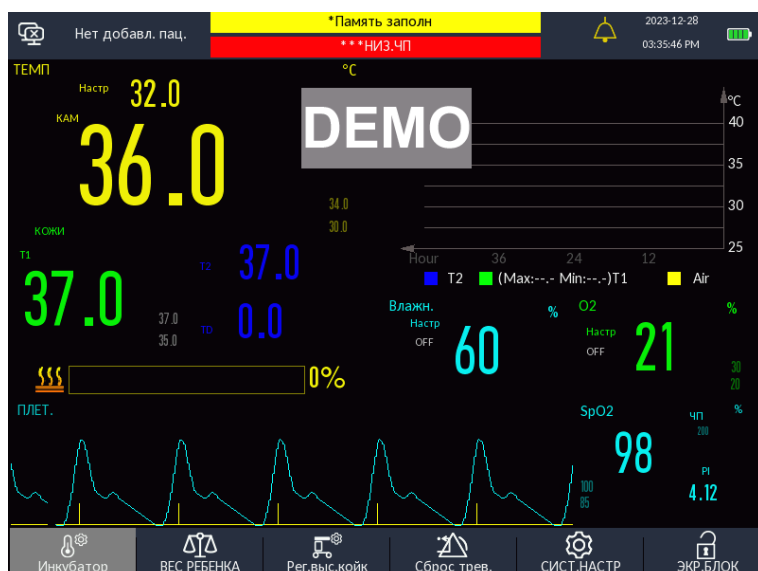 Нет добавл. пац.
*Память заполн
***НИЗ.ЧП
2023-12-28
03:35:46 PM
ТЕМП
°C
Настр
32.0
КАМ
36.0
34.0
30.0
DEMO
°C
40
35
30
25
Hour 36 24 12
T2 (Max:--.- Min:--.-)T1 Air
КОЖИ
T1
37.0
37.0
35.0
T2
37.0
TD
0.0
0%
Влажн.
%
Настр
OFF
60
O2
%
Настр
OFF
21
30
20
ПЛЕТ.
SpO2
%
98
100
85
ЧП
200
PI
4.12
Инкубатор
ВЕС РЕБЕНКА
Рег.выс.койк
Сброс трев.
СИСТ.НАСТР
ЭКР.БЛОК